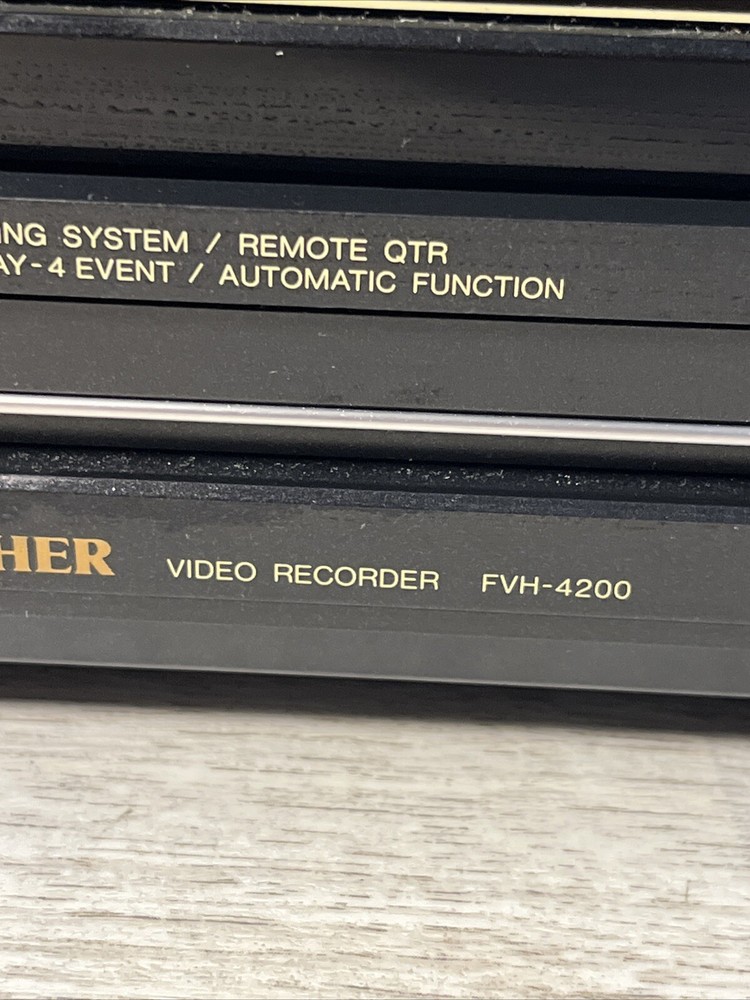 ING SYSTEM / REMOTE QTR
AY-4 EVENT / AUTOMATIC FUNCTION
HER VIDEO RECORDER FVH-4200